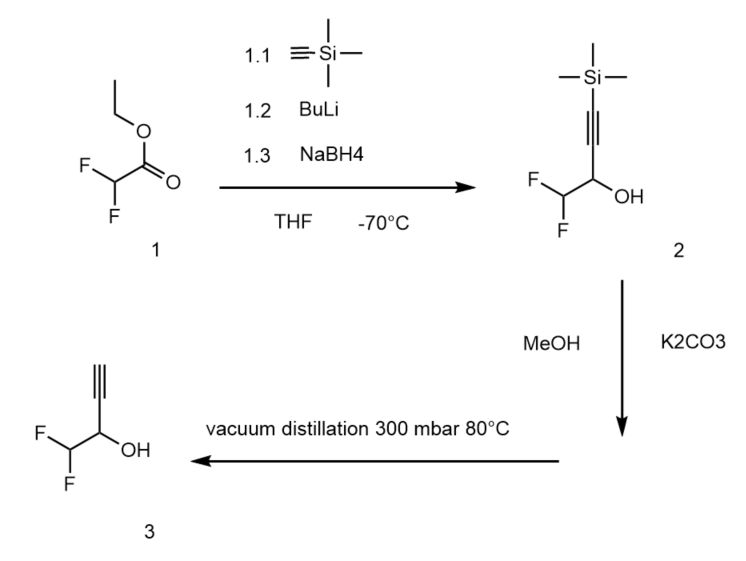 1.1 Si
1.2 BuLi
1.3 NaBH4
THF -70°C
O
F
O
F
1
Si
F
OH
F
2
MeOH K2CO3
vacuum distillation 300 mbar 80°C
F
OH
F
3